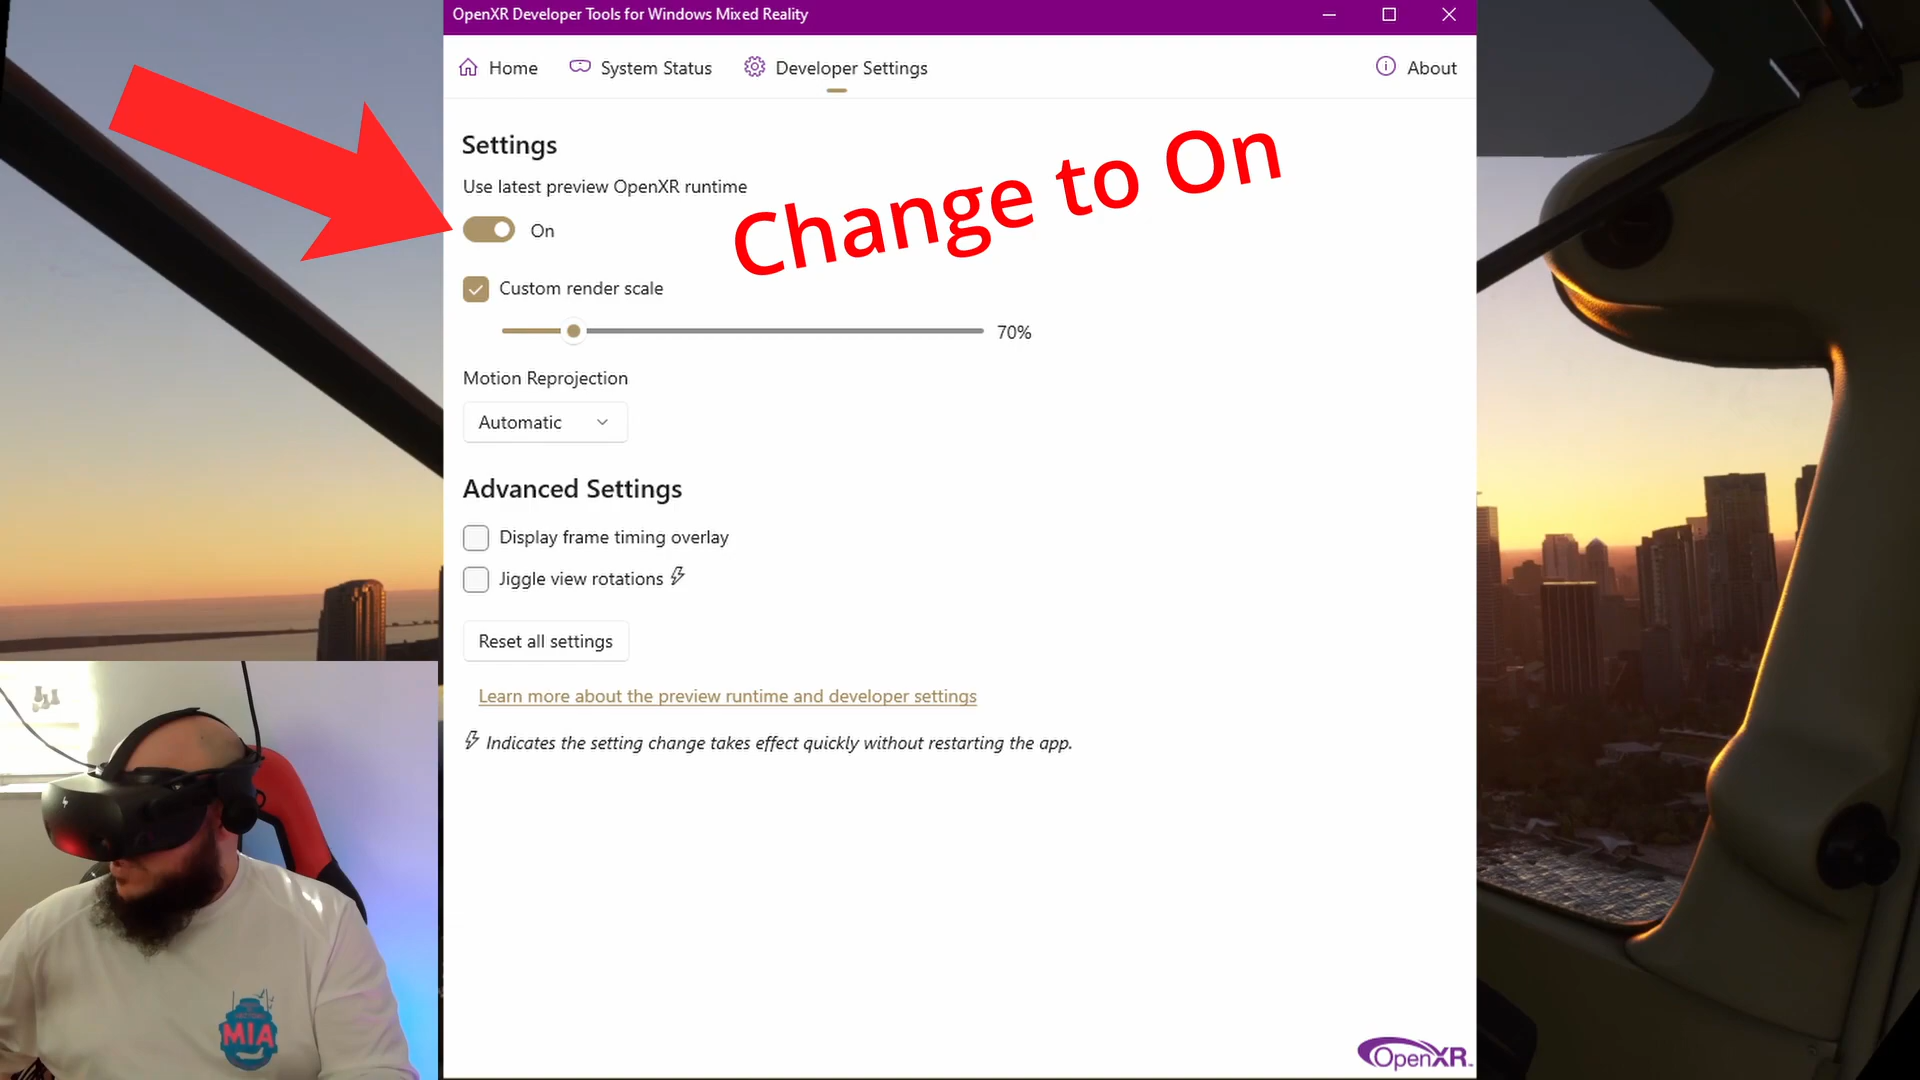 OpenXR Developer Tools for Windows Mixed Reality
Home
System Status
Developer Settings
About
Settings
Use latest preview OpenXR runtime
On
Change to On
Custom render scale
70%
Motion Reprojection
Automatic
Advanced Settings
Display frame timing overlay
Jiggle view rotations
Reset all settings
Learn more about the preview runtime and developer settings
Indicates the setting change takes effect quickly without restarting the app.
hp
MIA
OpenXR